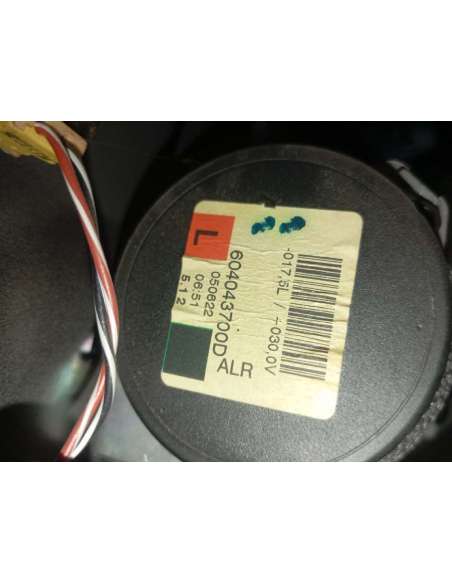 L
604043700D ALR
050622
06:51
5.1 2
-017,5L / +030,0V